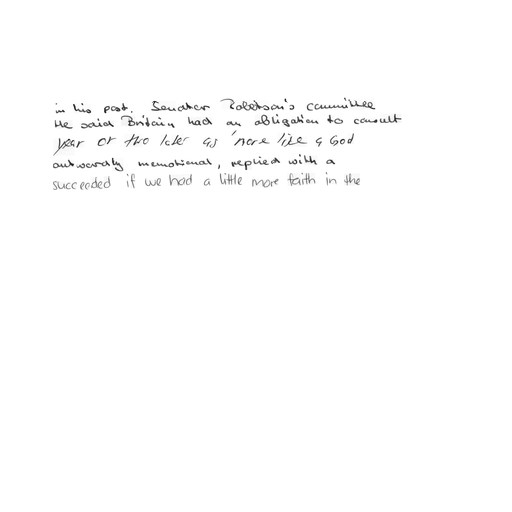 in his post. Senator Robertson's committee
He said Britain had an obligation to consult
year or two later as 'more like a God
outwardly unemotional, replied with a
succeeded if we had a little more faith in the